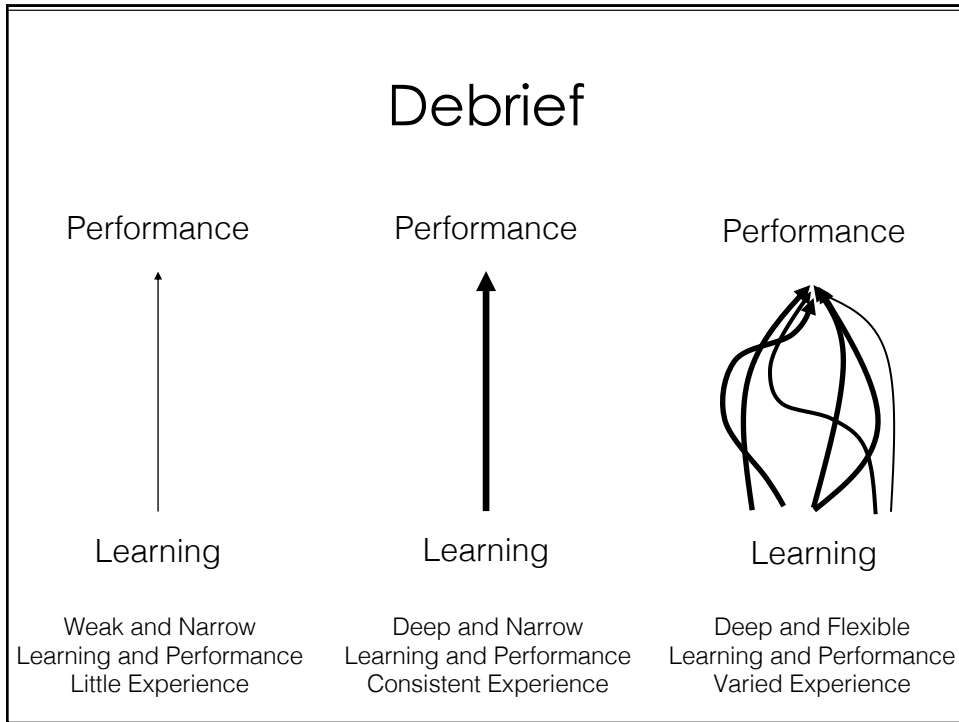 Debrief
Performance
Performance
Performance
Learning
Learning
Learning
Weak and Narrow
Learning and Performance
Little Experience
Deep and Narrow
Learning and Performance
Consistent Experience
Deep and Flexible
Learning and Performance
Varied Experience